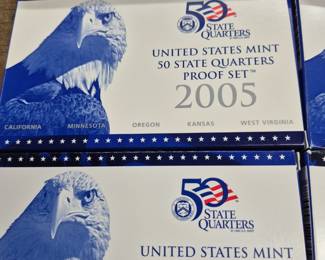 50
STATE
QUARTERS
UNITED STATES MINT
50 STATE QUARTERS
PROOF SET™
2005
CALIFORNIA MINNESOTA OREGON KANSAS WEST VIRGINIA
50
STATE
QUARTERS
UNITED STATES MINT